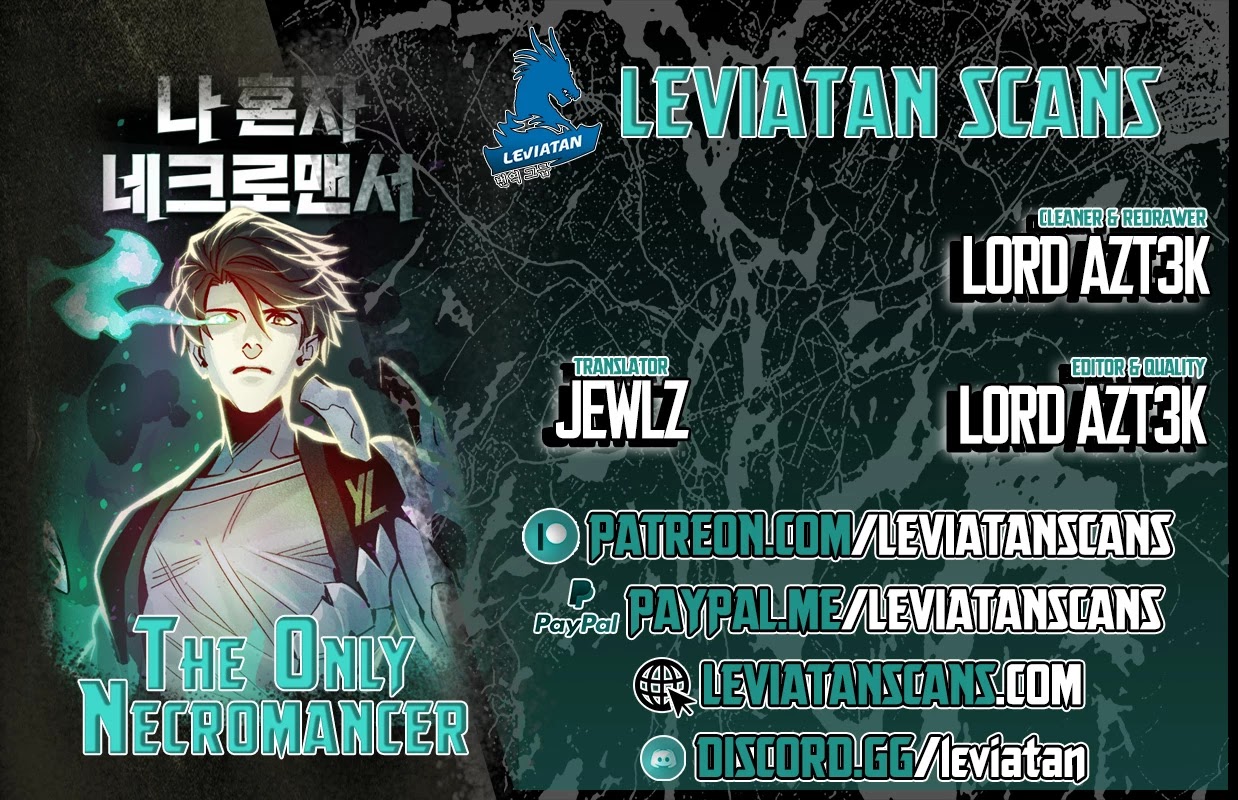 나 혼자
네크로맨서
THE ONLY
NECROMANCER
YL
LEVIATAN
LEVIATAN SCANS
CLEANER & REDRAWER
LORD AZT3K
TRANSLATOR
JEWLZ
EDITOR & QUALITY
LORD AZT3K
PATREON.COM/LEVIATANSCANS
PayPal PAYPAL.ME/LEVIATANSCANS
LEVIATANSCANS.COM
DISCORD.GG/leviatan